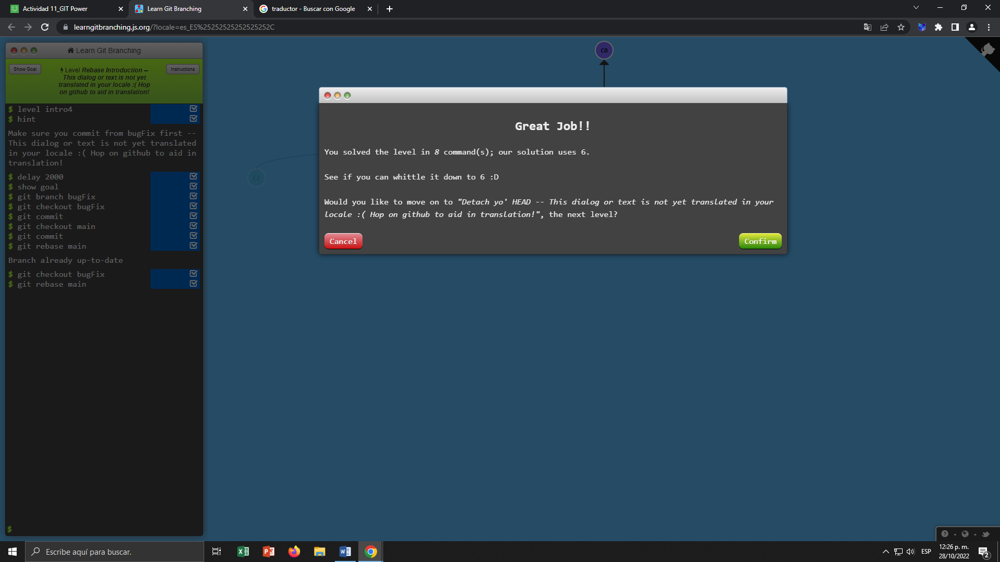 Actividad 11_GIT Power
Learn Git Branching
traductor - Buscar con Google
learngitbranching.js.org/?locale=es_ES%25252525252525252C
Learn Git Branching
Show Goal
Level Rebase Introduction --
This dialog or text is not yet
translated in your locale :( Hop
on github to aid in translation!
Instructions
$ level intro4
$ hint
Make sure you commit from bugFix first --
This dialog or text is not yet translated
in your locale :( Hop on github to aid in
translation!
$ delay 2000
$ show goal
$ git branch bugFix
$ git checkout bugFix
$ git commit
$ git checkout main
$ git commit
$ git rebase main
Branch already up-to-date
$ git checkout bugFix
$ git rebase main
$
C0
C2
Great Job!!
You solved the level in 8 command(s); our solution uses 6.
See if you can whittle it down to 6 :D
Would you like to move on to "Detach yo' HEAD -- This dialog or text is not yet translated in your
locale :( Hop on github to aid in translation!", the next level?
Cancel
Confirm
Escribe aquí para buscar.
ESP
12:26 p. m.
28/10/2022
2